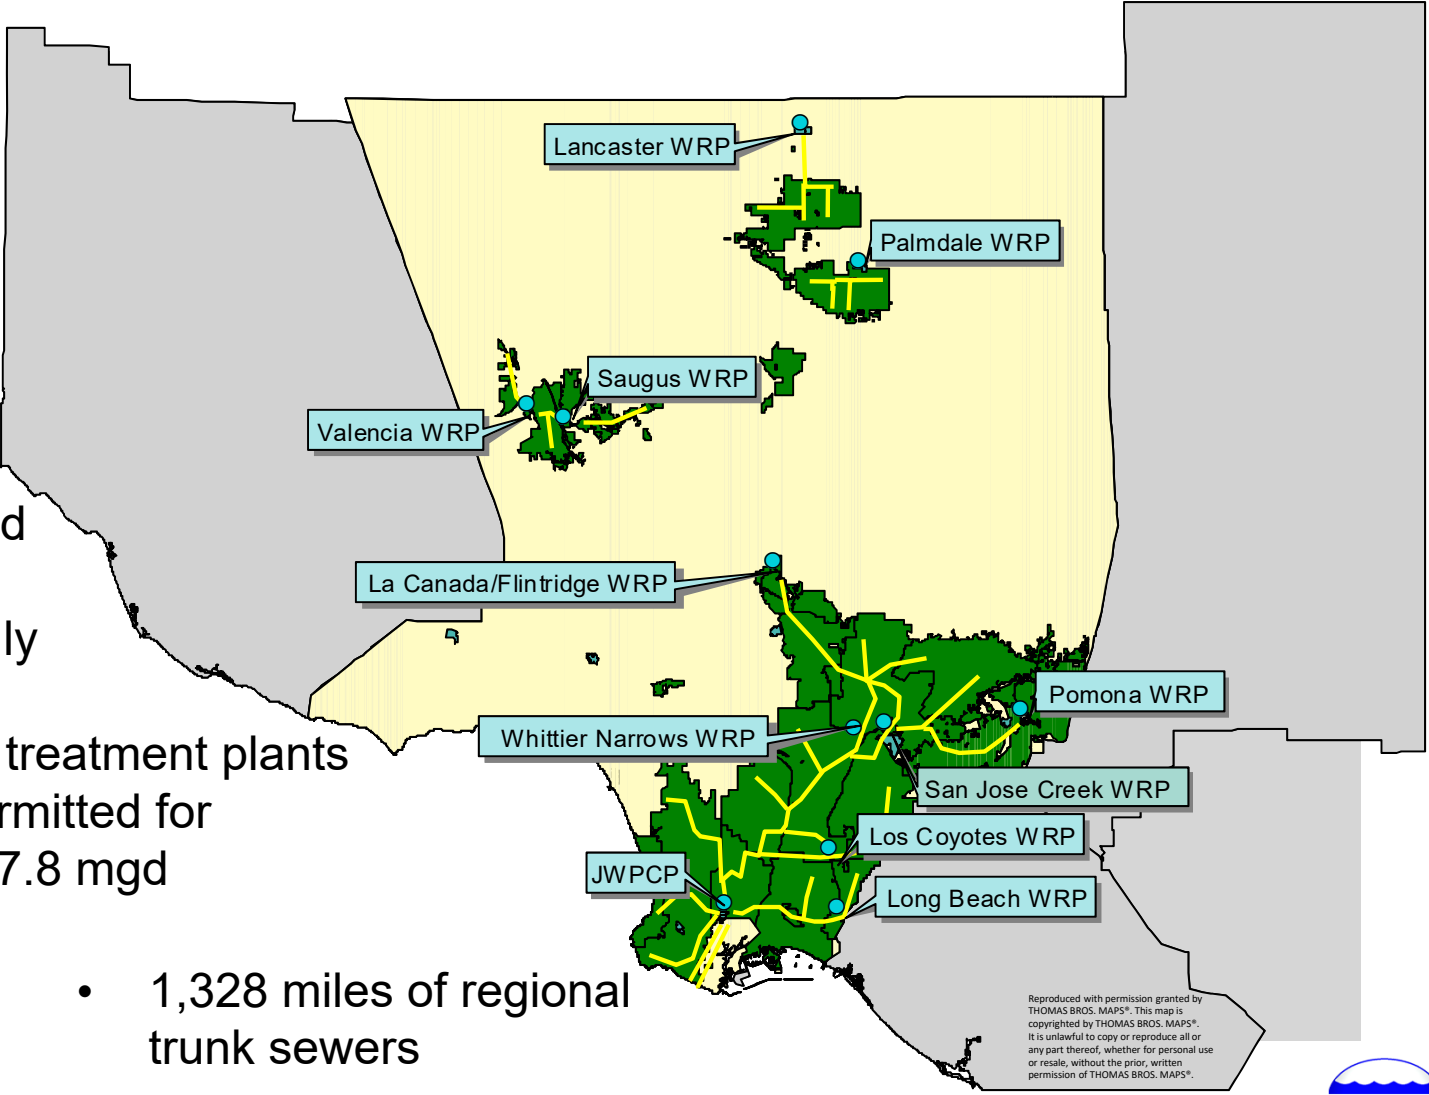 Lancaster WRP
Palmdale WRP
Saugus WRP
Valencia WRP
d
La Canada/Flintridge WRP
ly
Pomona WRP
Whittier Narrows WRP
treatment plants
San Jose Creek WRP
rmitted for
Los Coyotes WRP
7.8 mgd
JWPCP
Long Beach WRP
• 1,328 miles of regional
trunk sewers
Reproduced with permission granted by
THOMAS BROS. MAPS®. This map is
copyrighted by THOMAS BROS. MAPS®.
It is unlawful to copy or reproduce all or
any part thereof, whether for personal use
or resale, without the prior, written
permission of THOMAS BROS. MAPS®.